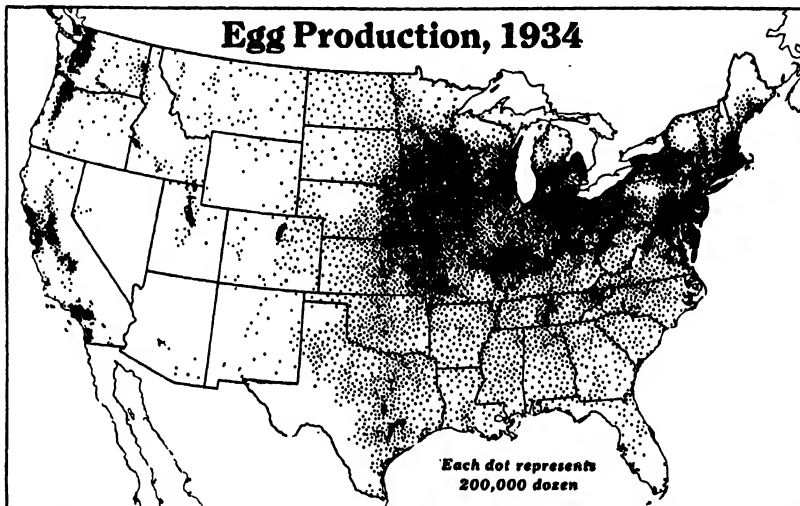 Egg Production, 1934
Each dot represents
200,000 dozen